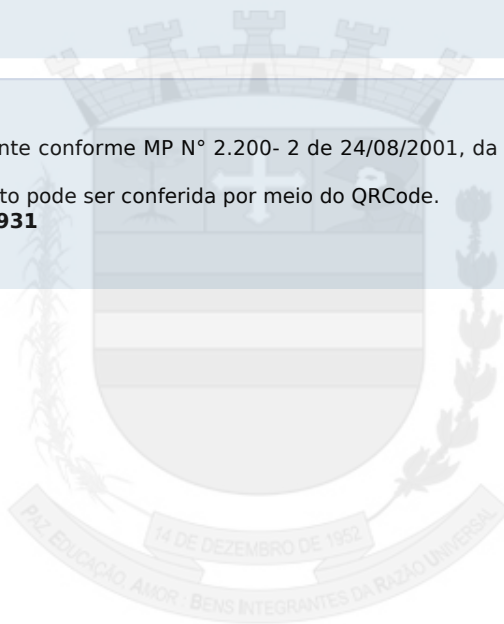 nte conforme MP N° 2.200- 2 de 24/08/2001, da
to pode ser conferida por meio do QRCode.
931
14 DE DEZEMBRO DE 1952
PAZ, EDUCAÇÃO, AMOR : BENS INTEGRANTES DA RAZÃO UNIVERSAL